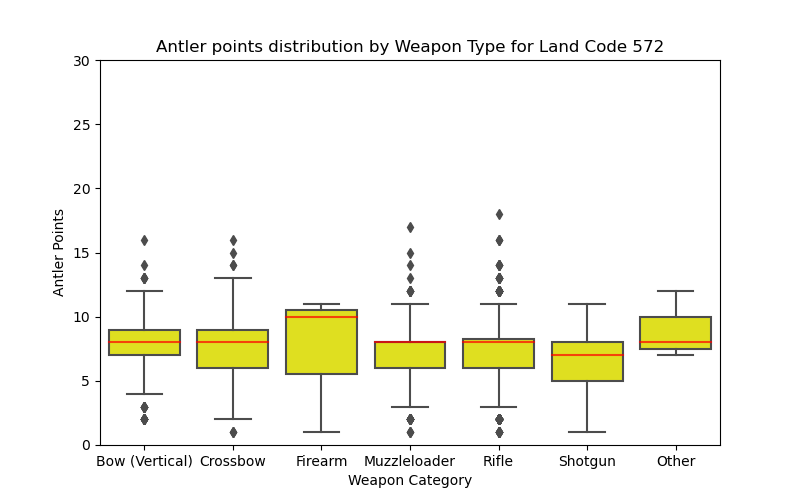 Antler points distribution by Weapon Type for Land Code 572
30
25
20
15
10
5
0
Antler Points
Bow (Vertical) Crossbow Firearm Muzzleloader Rifle Shotgun Other
Weapon Category